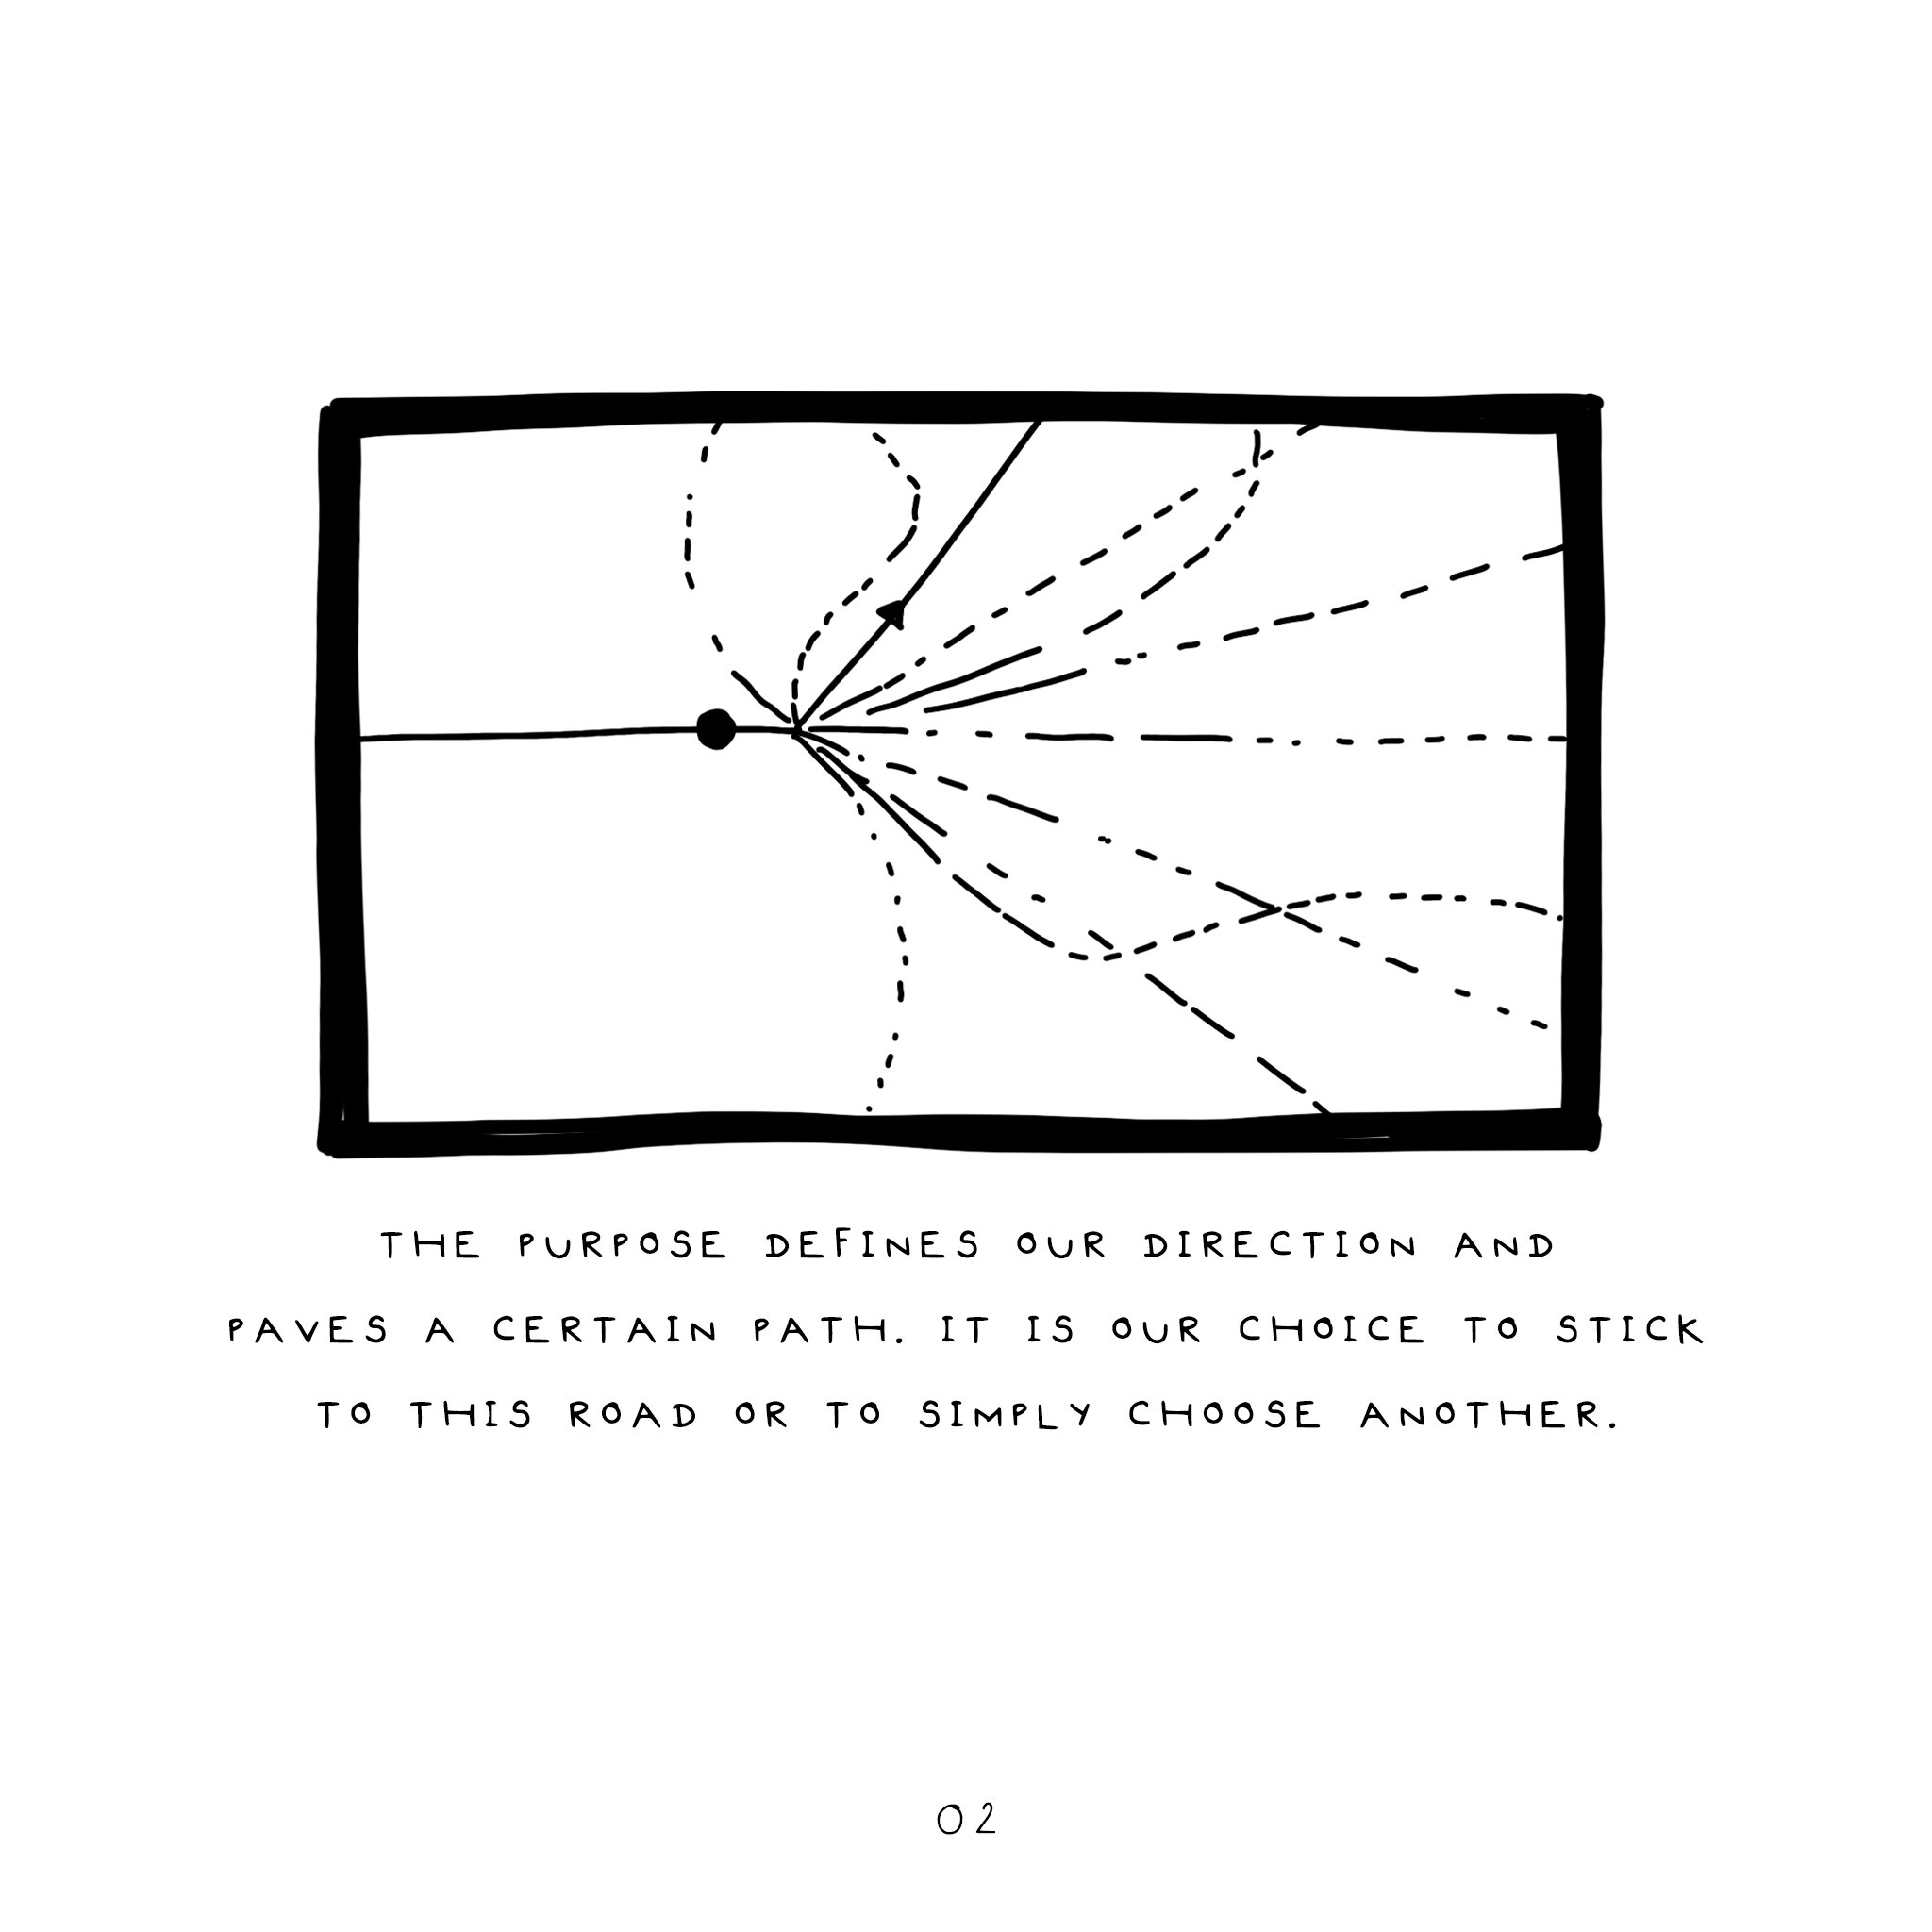 THE PURPOSE DEFINES OUR DIRECTION AND
PAVES A CERTAIN PATH. IT IS OUR CHOICE TO STICK
TO THIS ROAD OR TO SIMPLY CHOOSE ANOTHER.
02